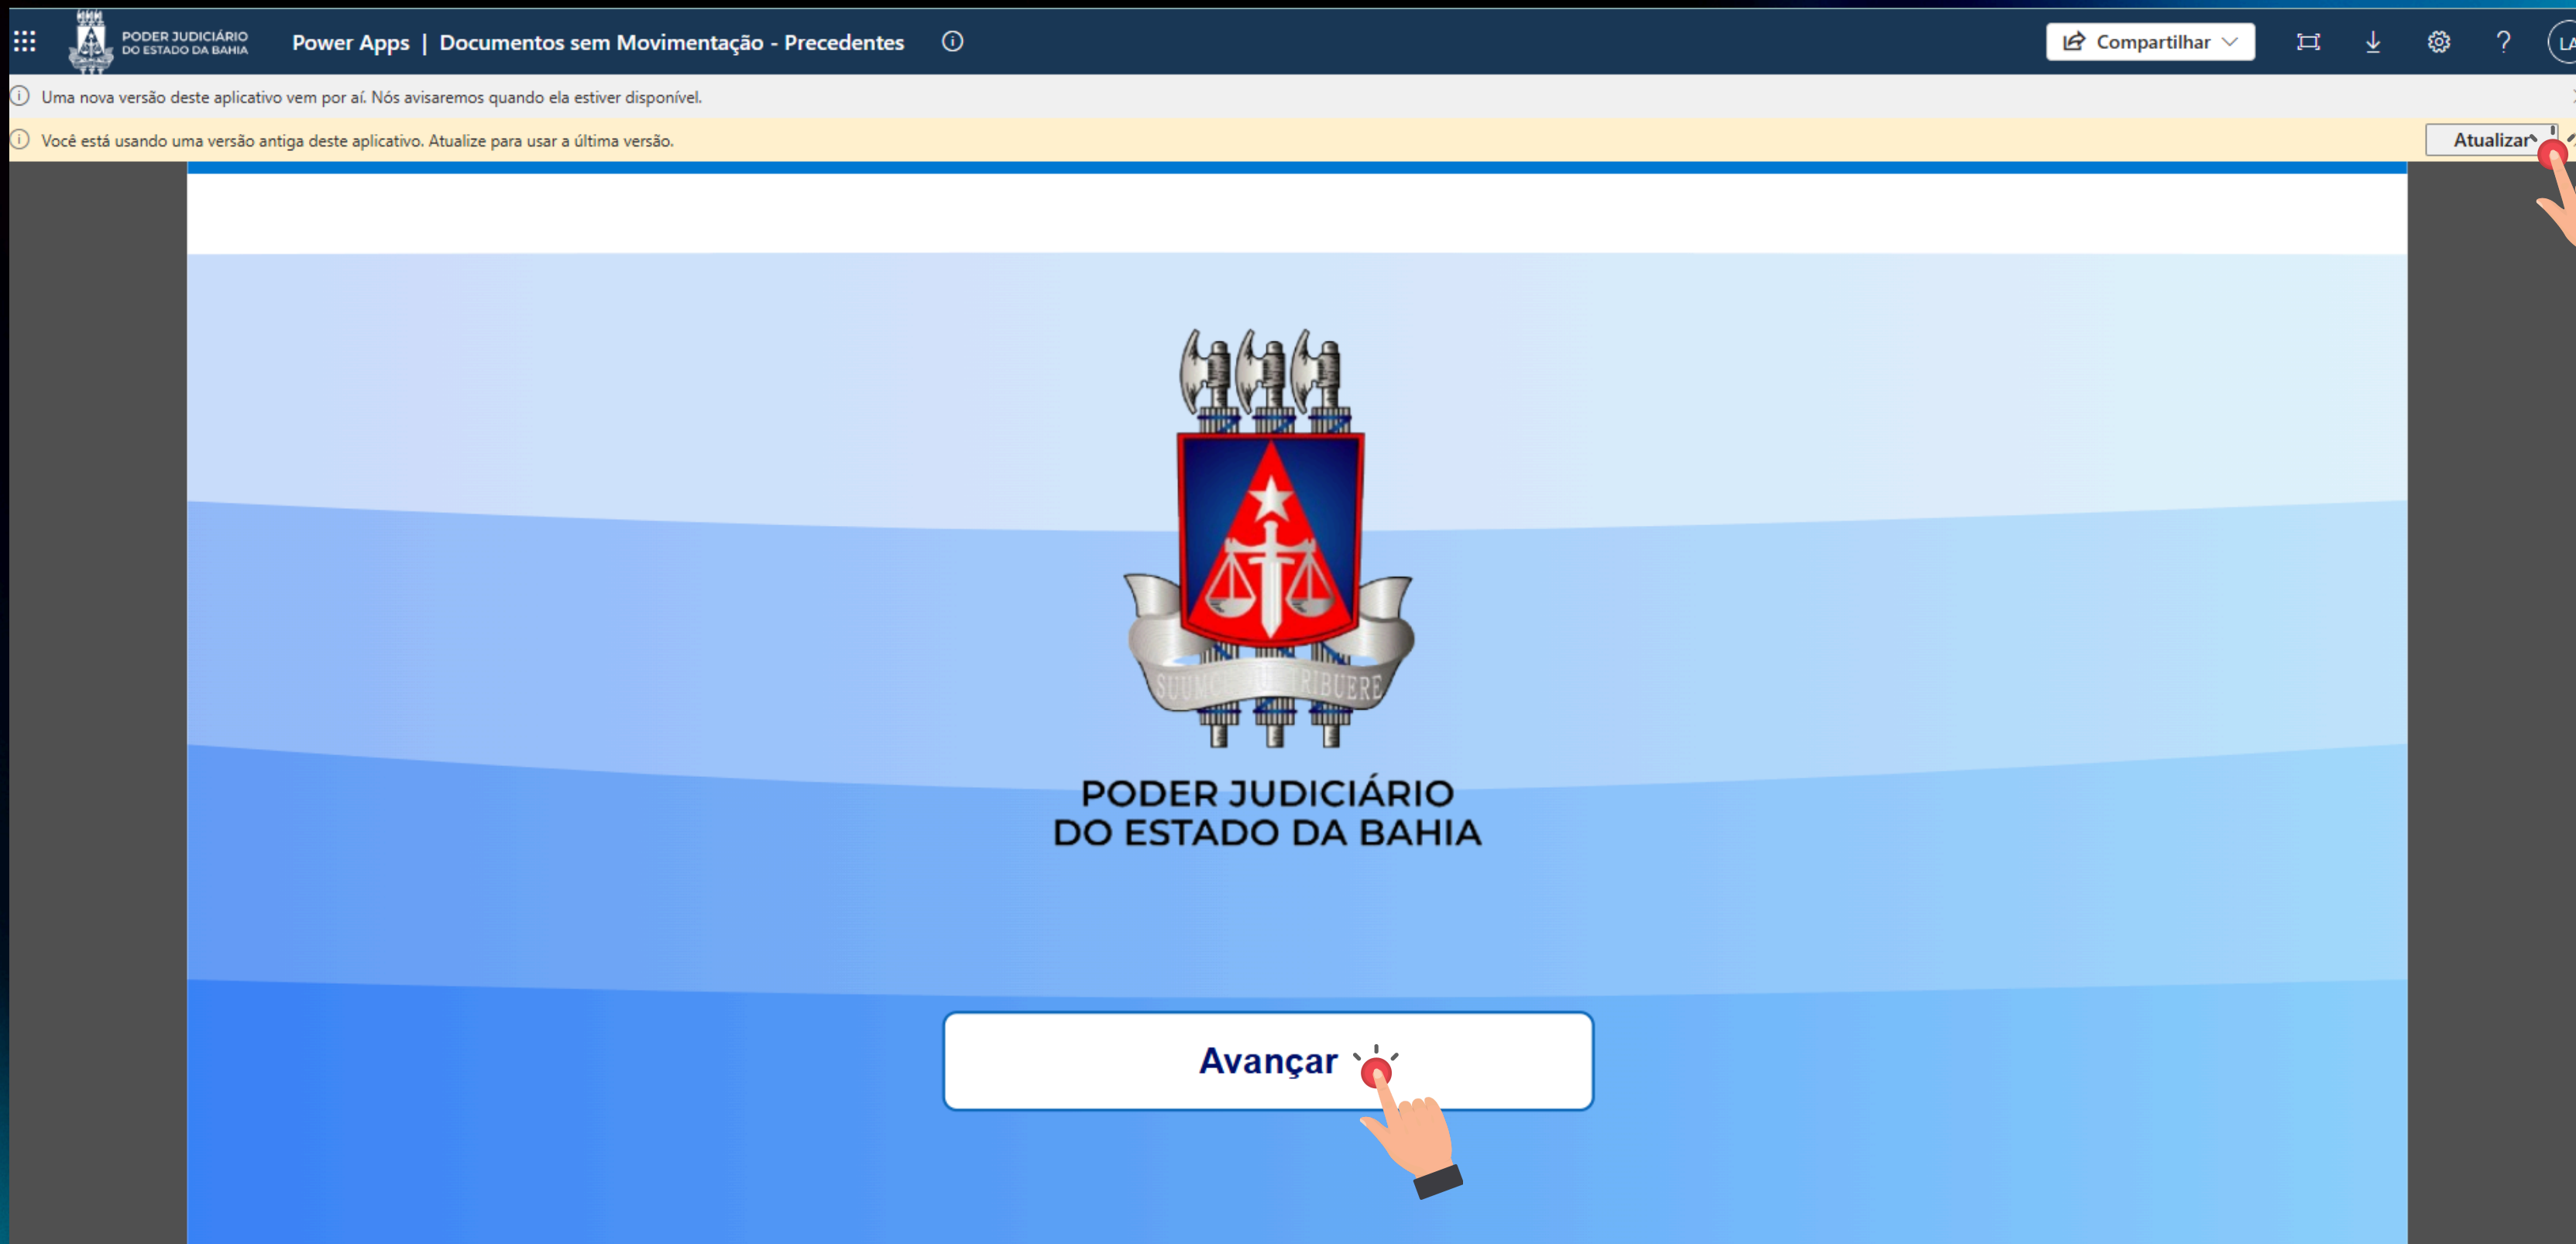 PODER JUDICIÁRIO
DO ESTADO DA BAHIA
Power Apps | Documentos sem Movimentação - Precedentes
Compartilhar
LA
Uma nova versão deste aplicativo vem por aí. Nós avisaremos quando ela estiver disponível.
Você está usando uma versão antiga deste aplicativo. Atualize para usar a última versão.
Atualizar
RIBUERE
PODER JUDICIÁRIO
DO ESTADO DA BAHIA
Avançar